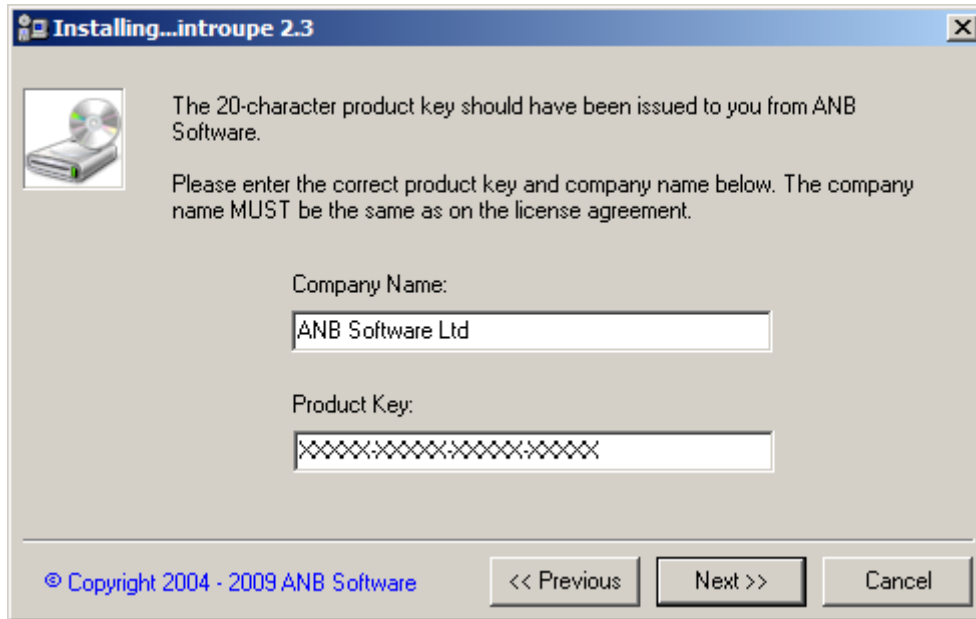 Installing...introupe 2.3
The 20-character product key should have been issued to you from ANB
Software.
Please enter the correct product key and company name below. The company
name MUST be the same as on the license agreement.
Company Name:
ANB Software Ltd
Product Key:
XXXXX-XXXXX-XXXXX-XXXXX
© Copyright 2004 - 2009 ANB Software
<< Previous
Next >>
Cancel